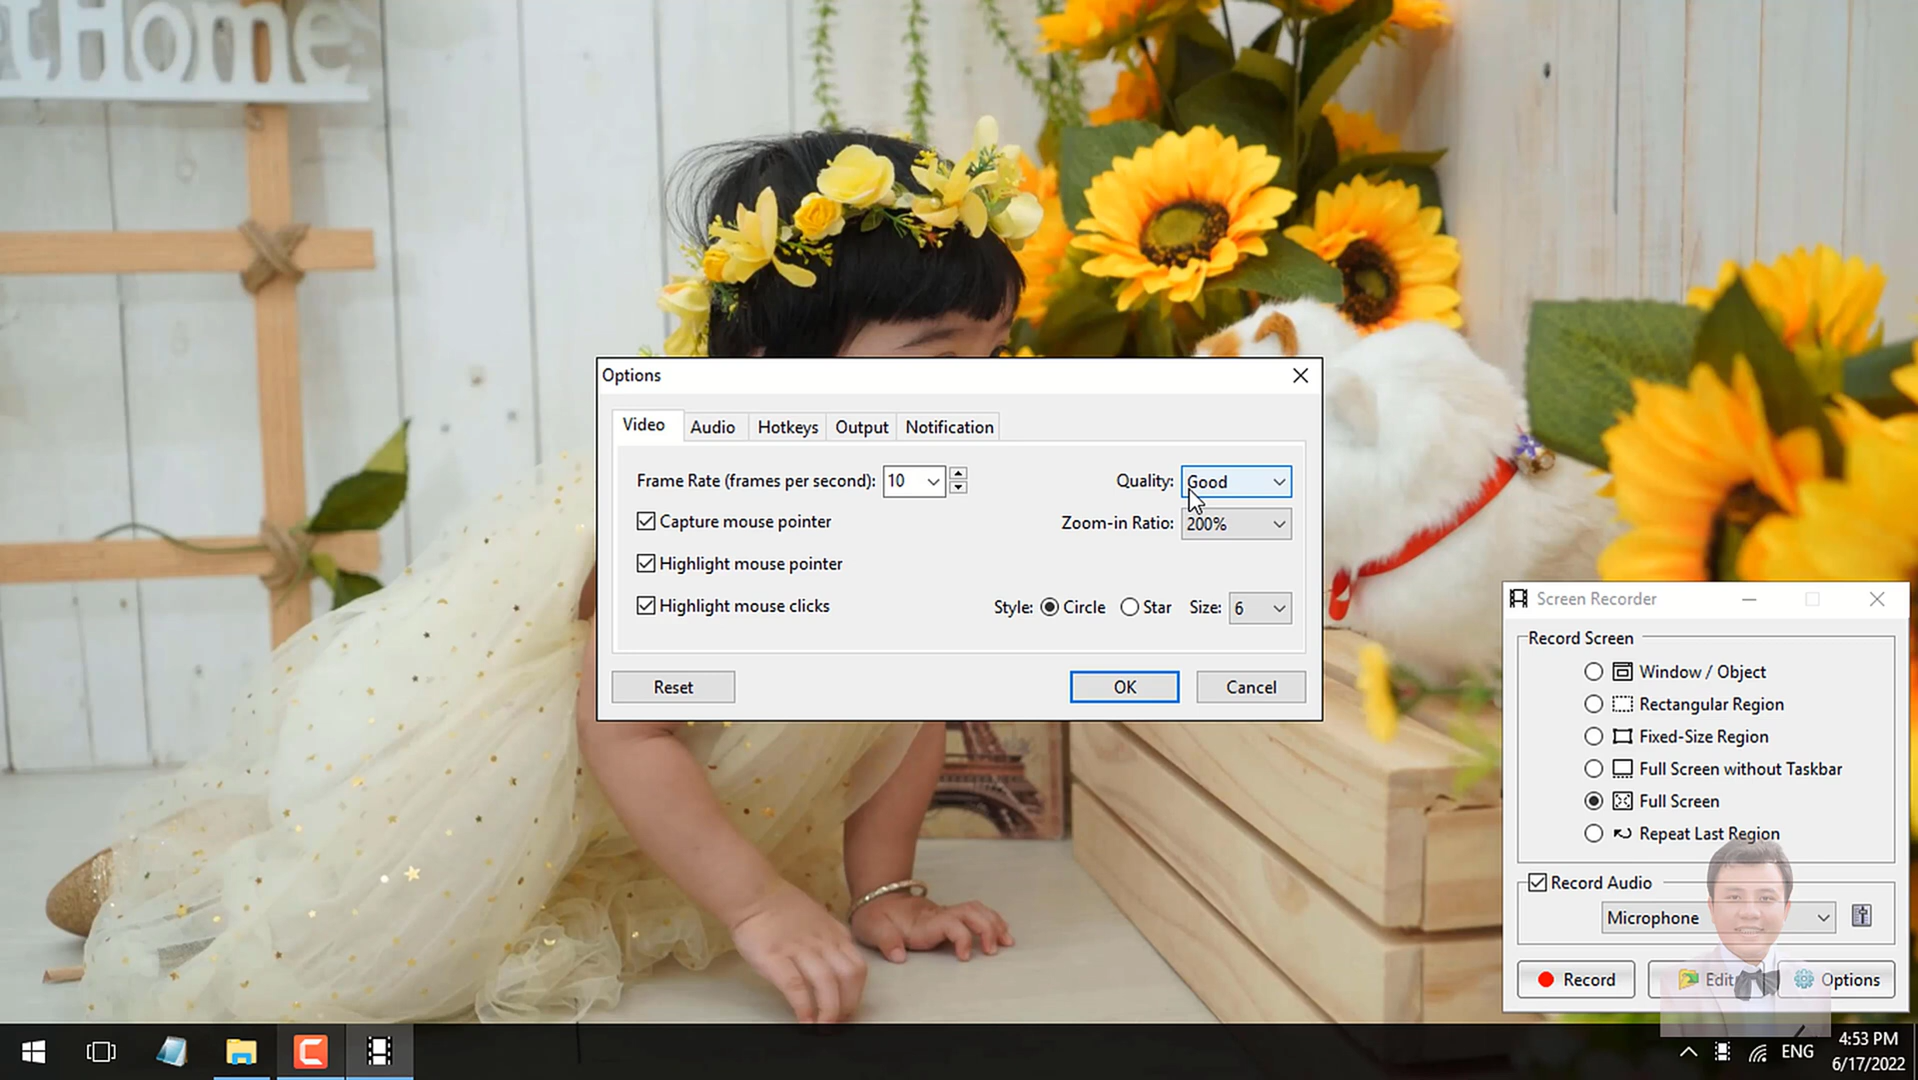 tHome
Options
Video Audio Hotkeys Output Notification
Frame Rate (frames per second): 10 Quality: Good
Capture mouse pointer Zoom-in Ratio: 200%
Highlight mouse pointer
Highlight mouse clicks Style: Circle Star Size: 6
Reset OK Cancel
Screen Recorder
Record Screen
Window / Object
Rectangular Region
Fixed-Size Region
Full Screen without Taskbar
Full Screen
Repeat Last Region
Record Audio
Microphone
Record Edit Options
ENG 4:53 PM
6/17/2022